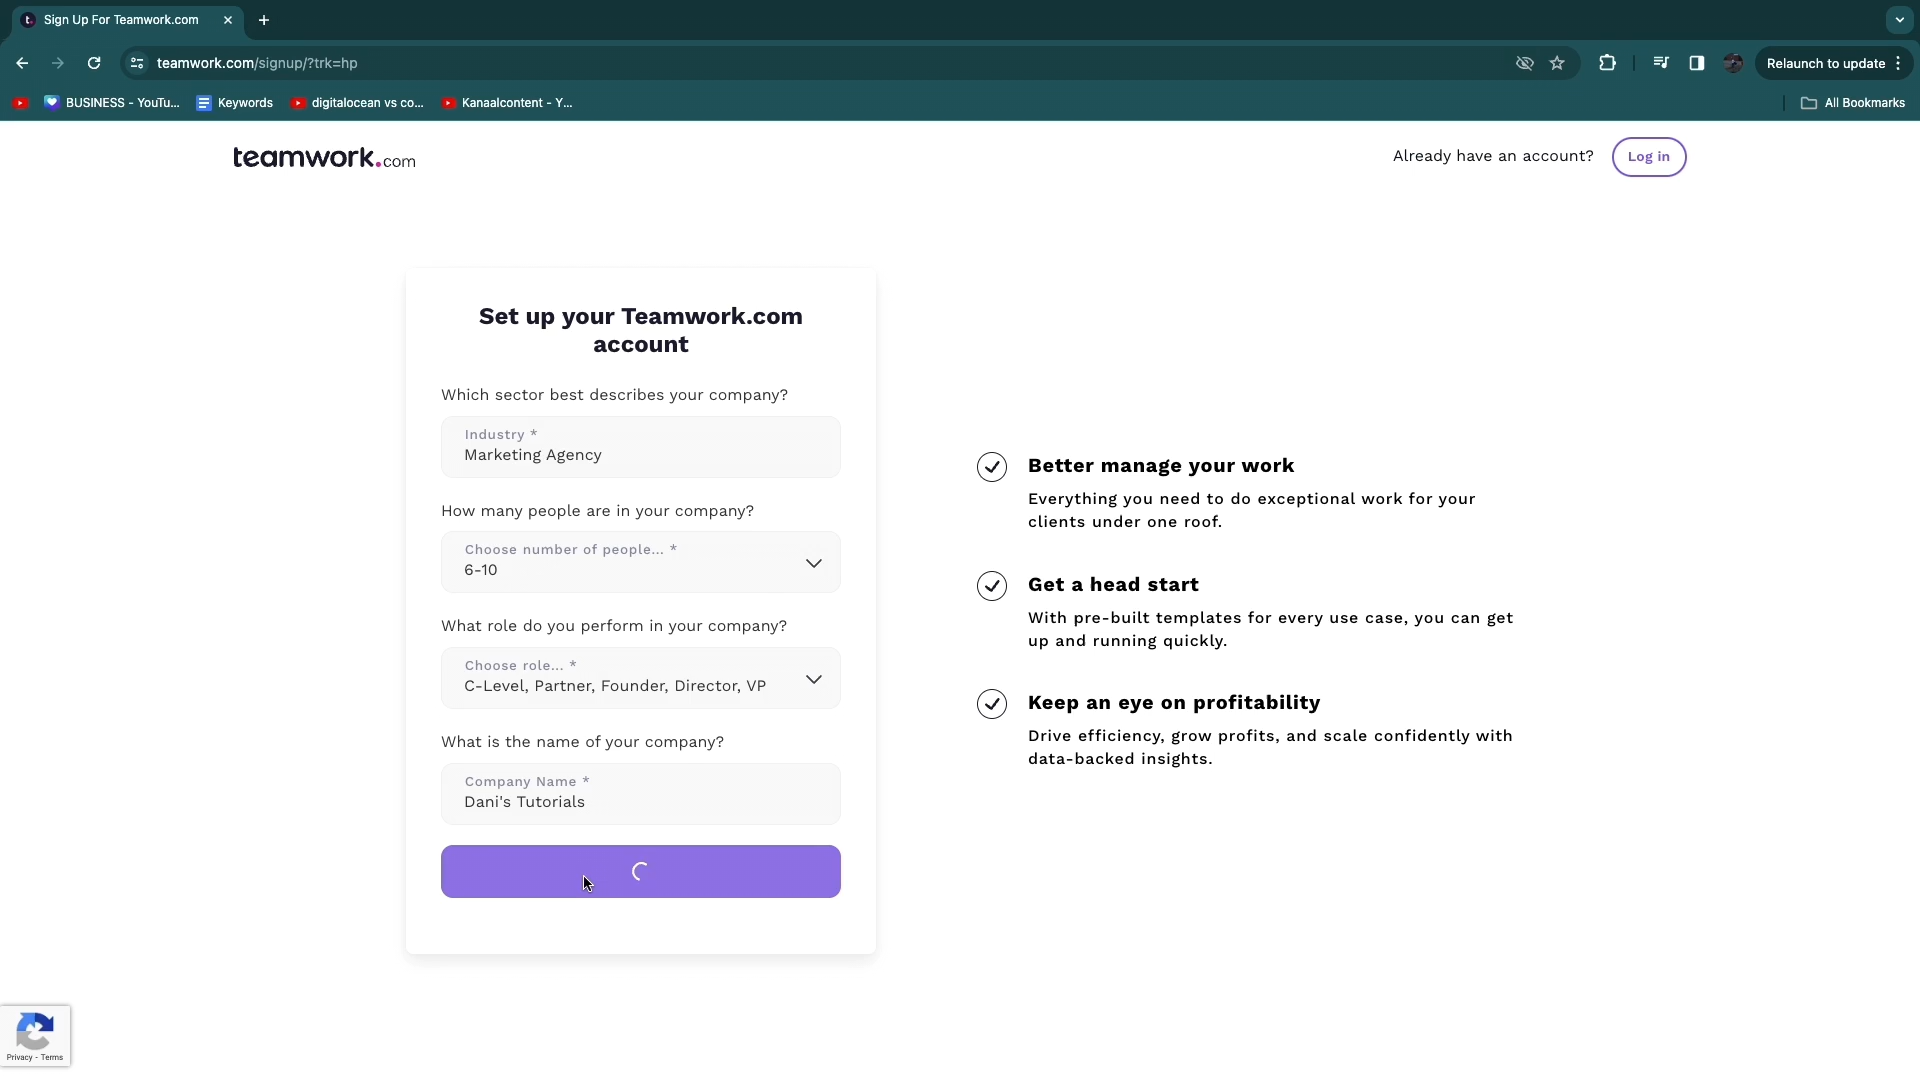 Sign Up For Teamwork.com
teamwork.com/signup/?trk=hp
Relaunch to update
BUSINESS - YouTu...
Keywords
digitalocean vs co...
Kanaalcontent - Y...
All Bookmarks
teamwork.com
Already have an account?
Log in
Set up your Teamwork.com
account
Which sector best describes your company?
Industry *
Marketing Agency
How many people are in your company?
Choose number of people... *
6-10
What role do you perform in your company?
Choose role... *
C-Level, Partner, Founder, Director, VP
What is the name of your company?
Company Name *
Dani's Tutorials
Better manage your work
Everything you need to do exceptional work for your
clients under one roof.
Get a head start
With pre-built templates for every use case, you can get
up and running quickly.
Keep an eye on profitability
Drive efficiency, grow profits, and scale confidently with
data-backed insights.
Privacy - Terms